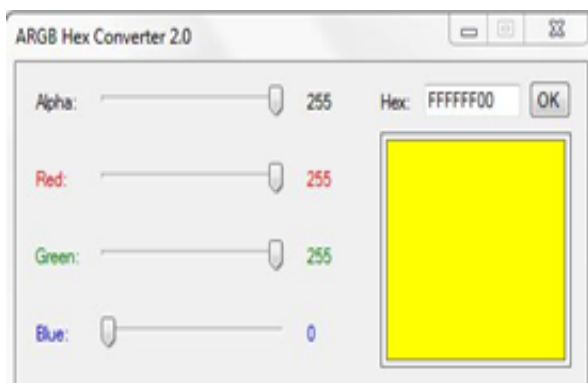 ARGB Hex Converter 2.0
Alpha: 255 Hex: FFFFFF00 OK
Red: 255
Green: 255
Blue: 0